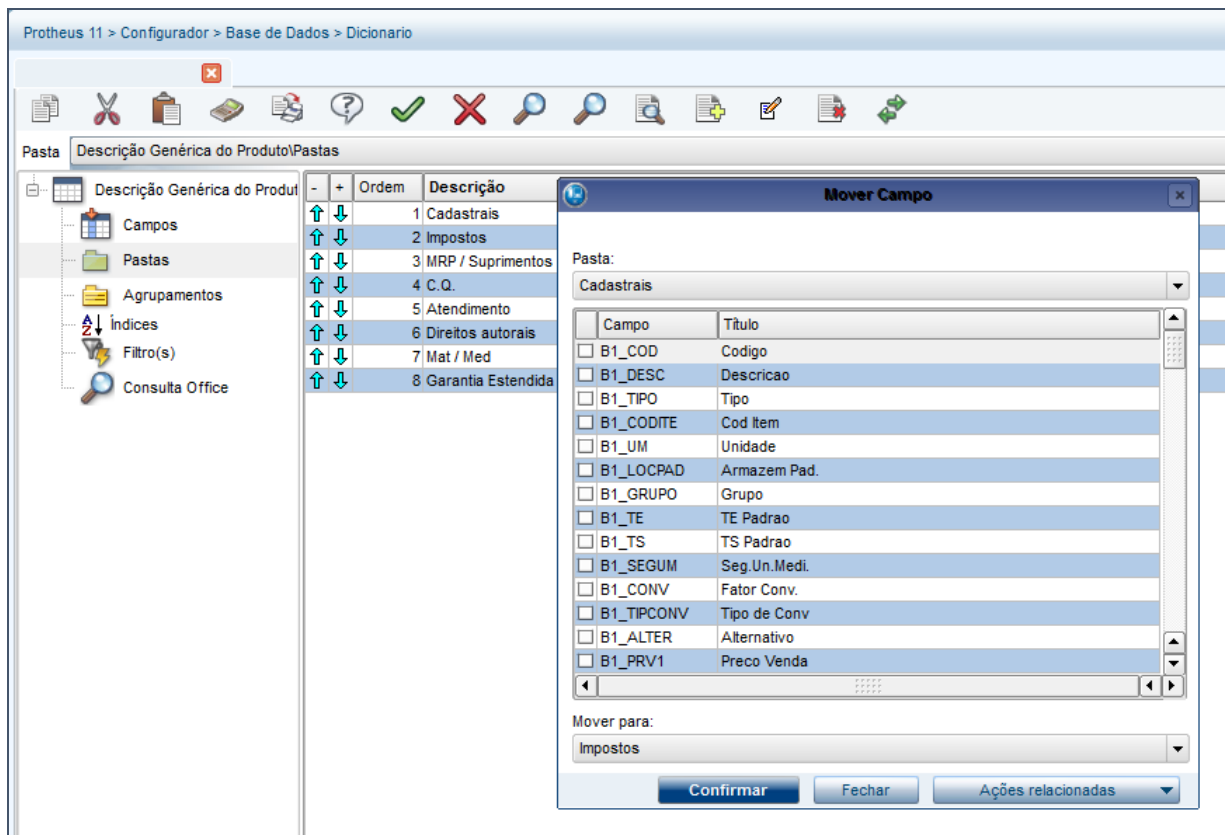 Protheus 11 > Configurador > Base de Dados > Dicionario
Pasta Descrição Genérica do Produto\Pastas
Descrição Genérica do Produt
Campos
Pastas
Agrupamentos
Índices
Filtro(s)
Consulta Office
- + Ordem Descrição
1 Cadastrais
2 Impostos
3 MRP / Suprimentos
4 C.Q.
5 Atendimento
6 Direitos autorais
7 Mat / Med
8 Garantia Estendida
Mover Campo
Pasta:
Cadastrais
Campo Título
B1_COD Codigo
B1_DESC Descricao
B1_TIPO Tipo
B1_CODITE Cod Item
B1_UM Unidade
B1_LOCPAD Armazem Pad.
B1_GRUPO Grupo
B1_TE TE Padrao
B1_TS TS Padrao
B1_SEGUM Seg.Un.Medi.
B1_CONV Fator Conv.
B1_TIPCONV Tipo de Conv
B1_ALTER Alternativo
B1_PRV1 Preco Venda
Mover para:
Impostos
Confirmar Fechar Ações relacionadas